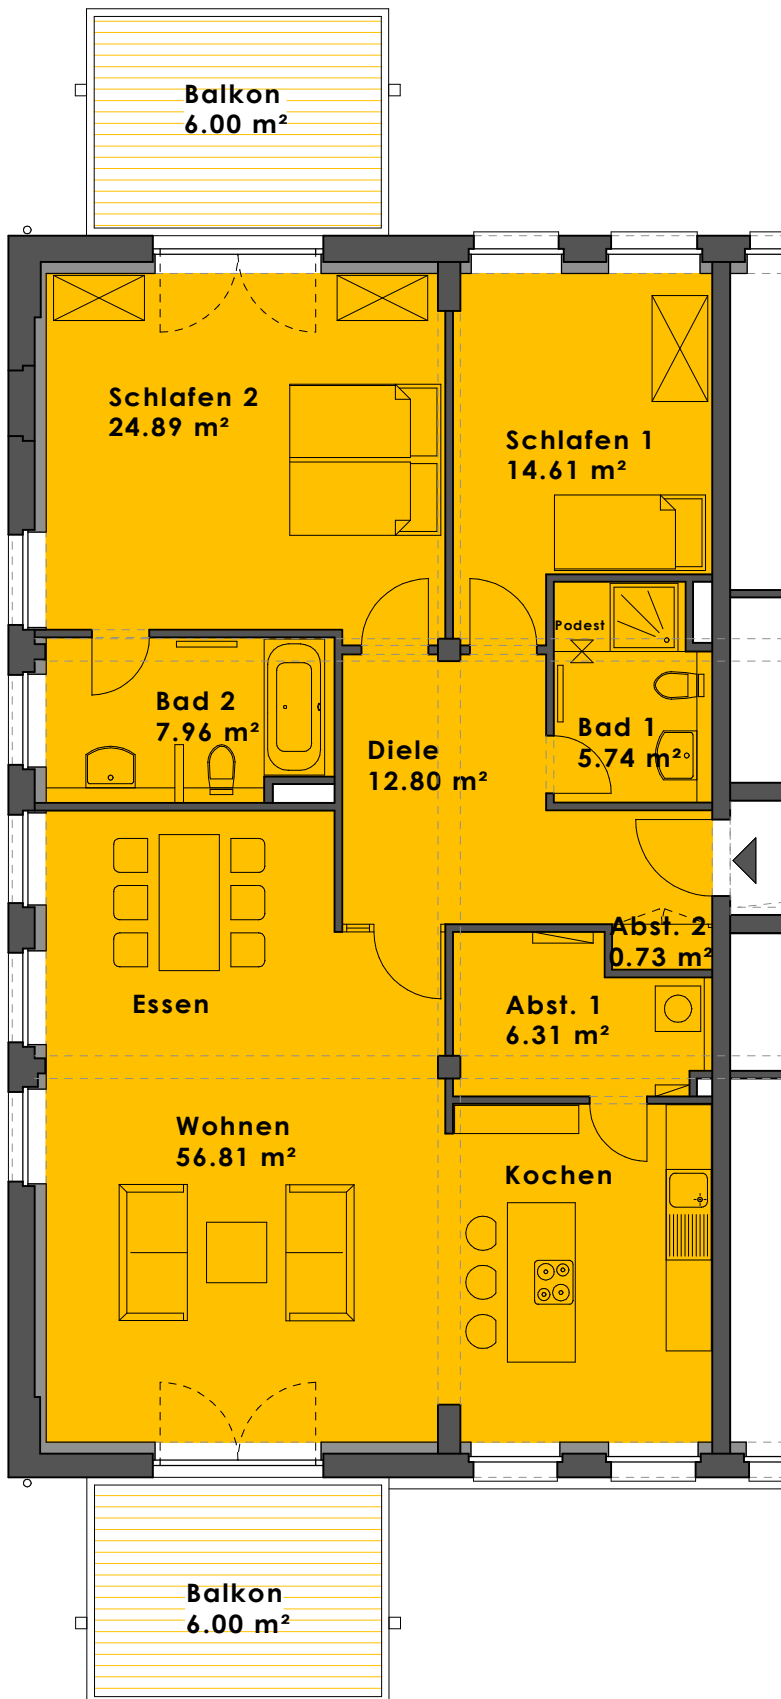 Balkon
6.00 m²
Schlafen 2
24.89 m²
Schlafen 1
14.61 m²
Podest
Bad 2
7.96 m²
Bad 1
5.74 m²
Diele
12.80 m²
Abst. 2
0.73 m²
Essen
Abst. 1
6.31 m²
Wohnen
56.81 m²
Kochen
Balkon
6.00 m²